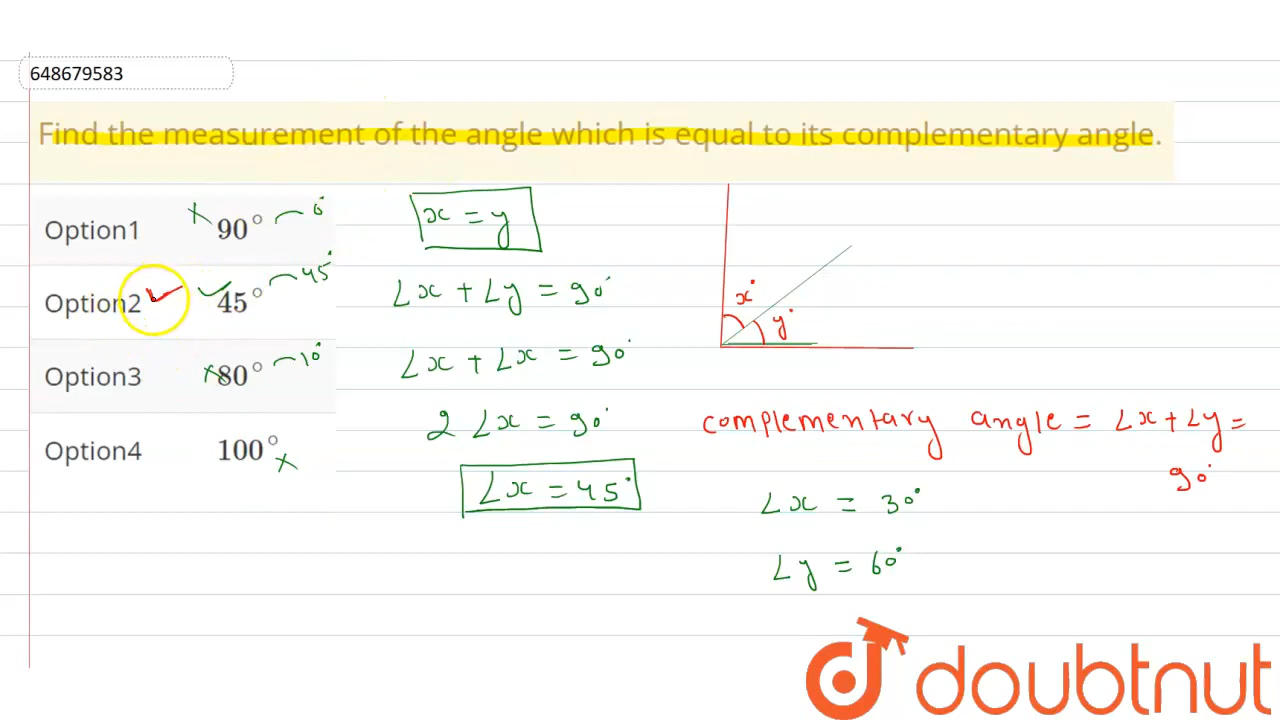 648679583
Find the measurement of the angle which is equal to its complementary angle.
Option1 × 90° 0°
Option2 ✓ ✓ 45° 45°
Option3 × 80° 10°
Option4 100° ×
x = y
∠x + ∠y = 90°
∠x + ∠x = 90°
2 ∠x = 90°
∠x = 45°
x°
y°
complementary angle = ∠x + ∠y =
90°
∠x = 30°
∠y = 60°
doubtnut